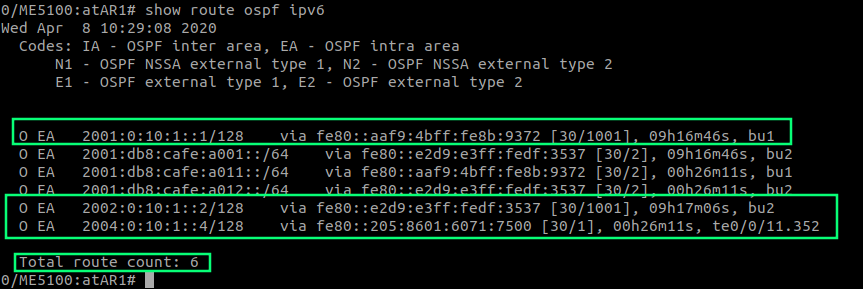 0/ME5100:atAR1# show route ospf ipv6
Wed Apr  8 10:29:08 2020
  Codes: IA - OSPF inter area, EA - OSPF intra area
      N1 - OSPF NSSA external type 1, N2 - OSPF NSSA external type 2
      E1 - OSPF external type 1, E2 - OSPF external type 2
  O EA   2001:0:10:1::1/128    via fe80::aaf9:4bff:fe8b:9372 [30/1001], 09h16m46s, bu1
  O EA   2001:db8:cafe:a001::/64    via fe80::e2d9:e3ff:fedf:3537 [30/2], 09h16m46s, bu2
  O EA   2001:db8:cafe:a011::/64    via fe80::aaf9:4bff:fe8b:9372 [30/2], 00h26m11s, bu1
  O EA   2001:db8:cafe:a012::/64    via fe80::e2d9:e3ff:fedf:3537 [30/2], 00h26m11s, bu2
  O EA   2002:0:10:1::2/128    via fe80::e2d9:e3ff:fedf:3537 [30/1001], 09h17m06s, bu2
  O EA   2004:0:10:1::4/128    via fe80::205:8601:6071:7500 [30/1], 00h26m11s, te0/0/11.352
  Total route count: 6
0/ME5100:atAR1#